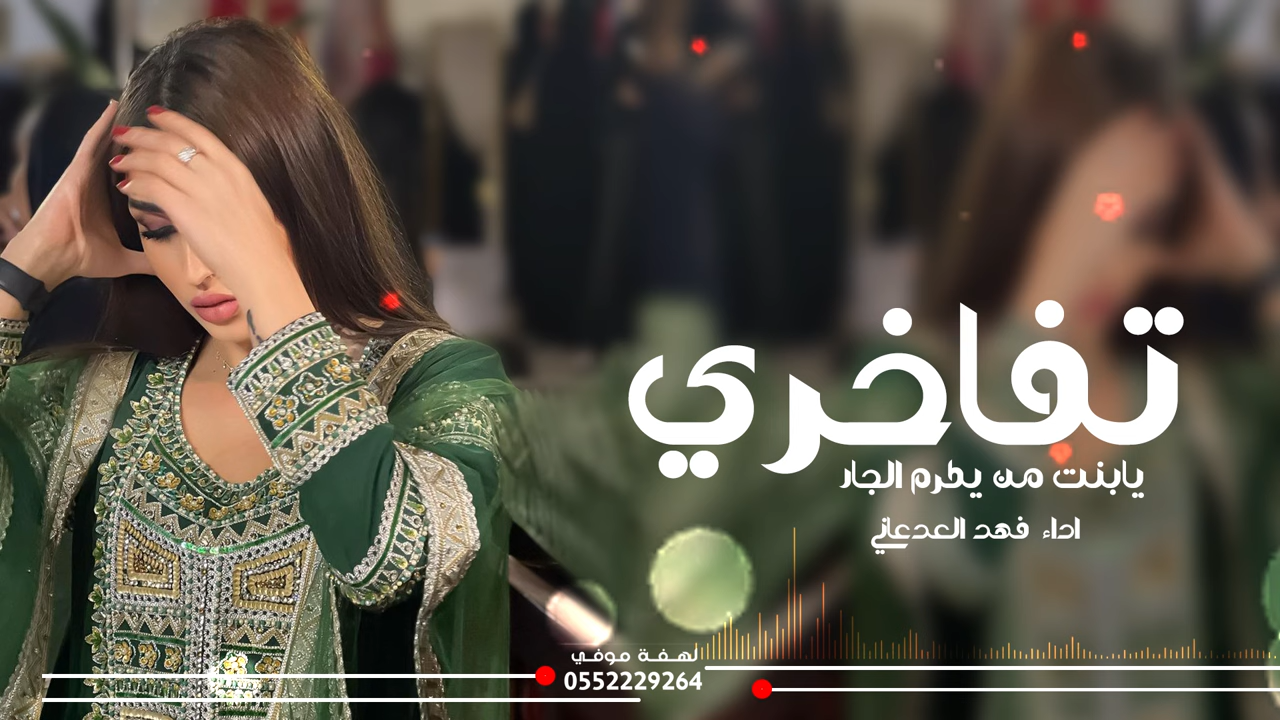 تفاخري
يابنت من يكرم الجار
اداء فهد العدعاني
لهفة موفي
0552229264